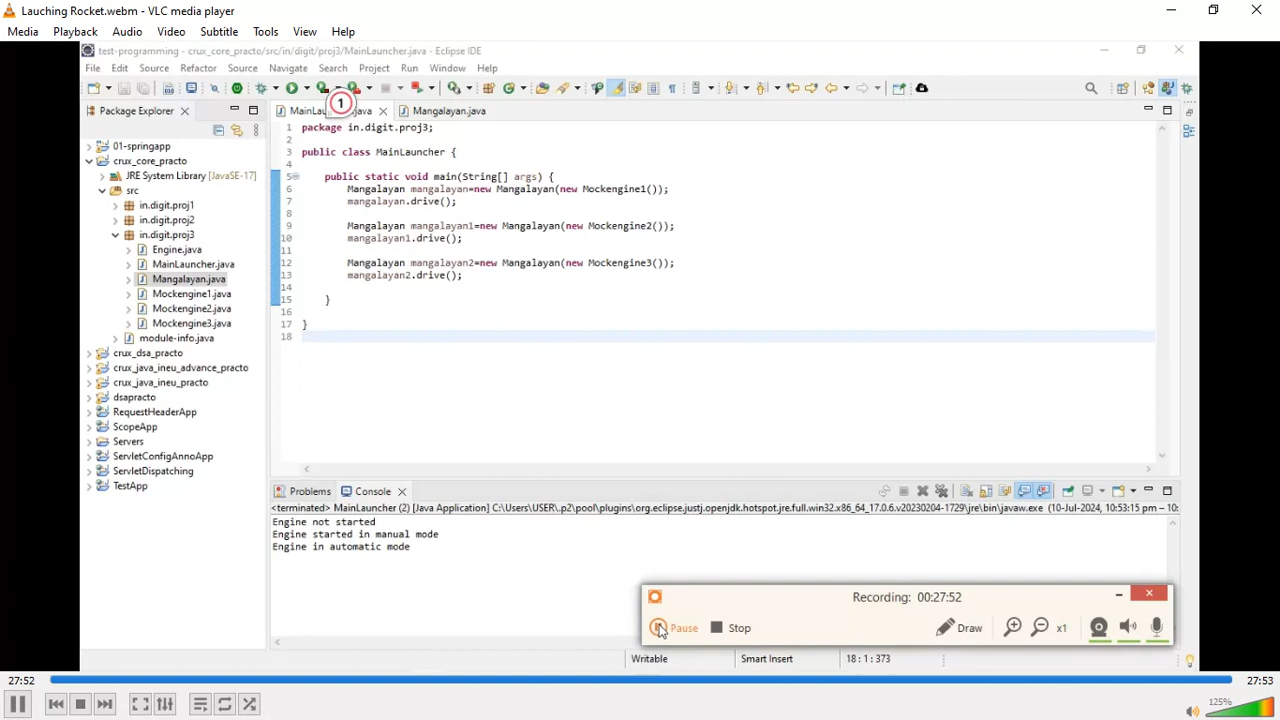 Lauching Rocket.webm - VLC media player
Media Playback Audio Video Subtitle Tools View Help
test-programming - crux_core_practo/src/in/digit/proj3/MainLauncher.java - Eclipse IDE
File Edit Source Refactor Source Navigate Search Project Run Window Help
Package Explorer
MainLau
.java
1
Mangalayan.java
01-springapp
crux_core_practo
JRE System Library [JavaSE-17]
src
in.digit.proj1
in.digit.proj2
in.digit.proj3
Engine.java
MainLauncher.java
Mangalayan.java
Mockengine1.java
Mockengine2.java
Mockengine3.java
module-info.java
crux_dsa_practo
crux_java_ineu_advance_practo
crux_java_ineu_practo
dsapracto
RequestHeaderApp
ScopeApp
Servers
ServletConfigAnnoApp
ServletDispatching
TestApp
1 package in.digit.proj3;
2
3 public class MainLauncher {
4
5 public static void main(String[] args) {
6 Mangalayan mangalayan=new Mangalayan(new Mockengine1());
7 mangalayan.drive();
8
9 Mangalayan mangalayan1=new Mangalayan(new Mockengine2());
10 mangalayan1.drive();
11
12 Mangalayan mangalayan2=new Mangalayan(new Mockengine3());
13 mangalayan2.drive();
14
15 }
16
17 }
18
Problems Console
<terminated> MainLauncher (2) [Java Application] C:\Users\USER\.p2\pool\plugins\org.eclipse.justj.openjdk.hotspot.jre.full.win32.x86_64_17.0.6.v20230204-1729\jre\bin\javaw.exe (10-Jul-2024, 10:53:15 pm – 10:
Engine not started
Engine started in manual mode
Engine in automatic mode
Recording: 00:27:52
Pause Stop Draw x1
Writable Smart Insert 18 : 1 : 373
27:52 27:53
125%